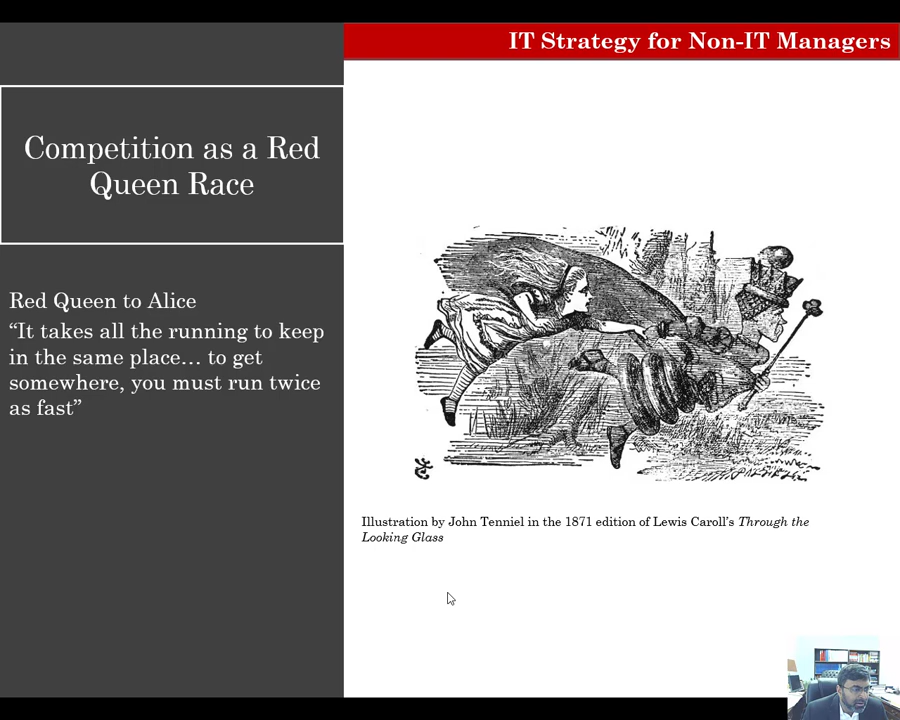 IT Strategy for Non-IT Managers
Competition as a Red
Queen Race
Red Queen to Alice
“It takes all the running to keep
in the same place… to get
somewhere, you must run twice
as fast”
Illustration by John Tenniel in the 1871 edition of Lewis Caroll’s Through the
Looking Glass